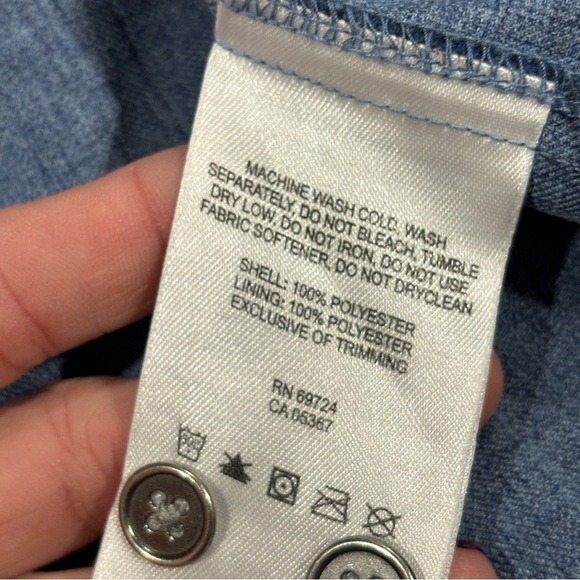 MACHINE WASH COLD. WASH
SEPARATELY, DO NOT BLEACH, TUMBLE
DRY LOW, DO NOT IRON. DO NOT USE
FABRIC SOFTENER, DO NOT DRYCLEAN
SHELL: 100% POLYESTER
LINING: 100% POLYESTER
EXCLUSIVE OF TRIMMING
RN 69724
CA 05367